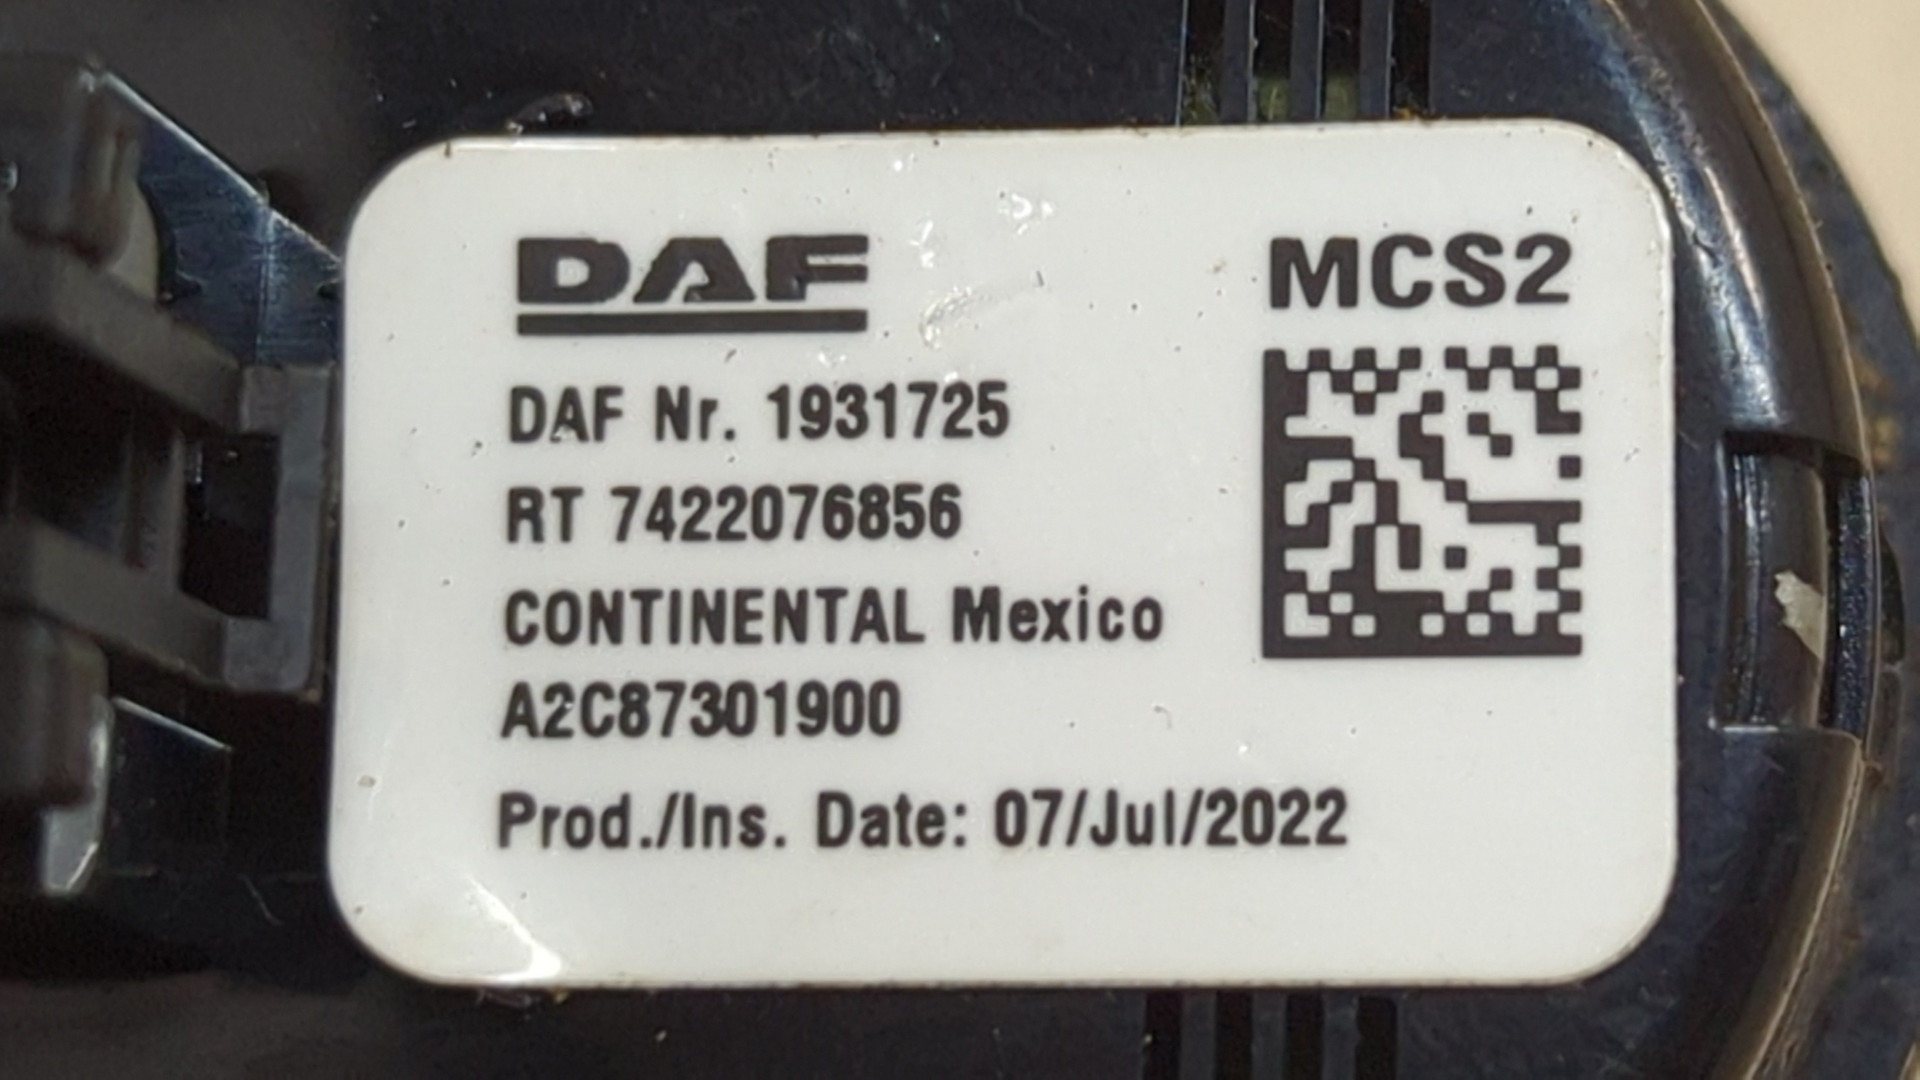 DAF
MCS2
DAF Nr. 1931725
RT 7422076856
CONTINENTAL Mexico
A2C87301900
Prod./Ins. Date: 07/Jul/2022